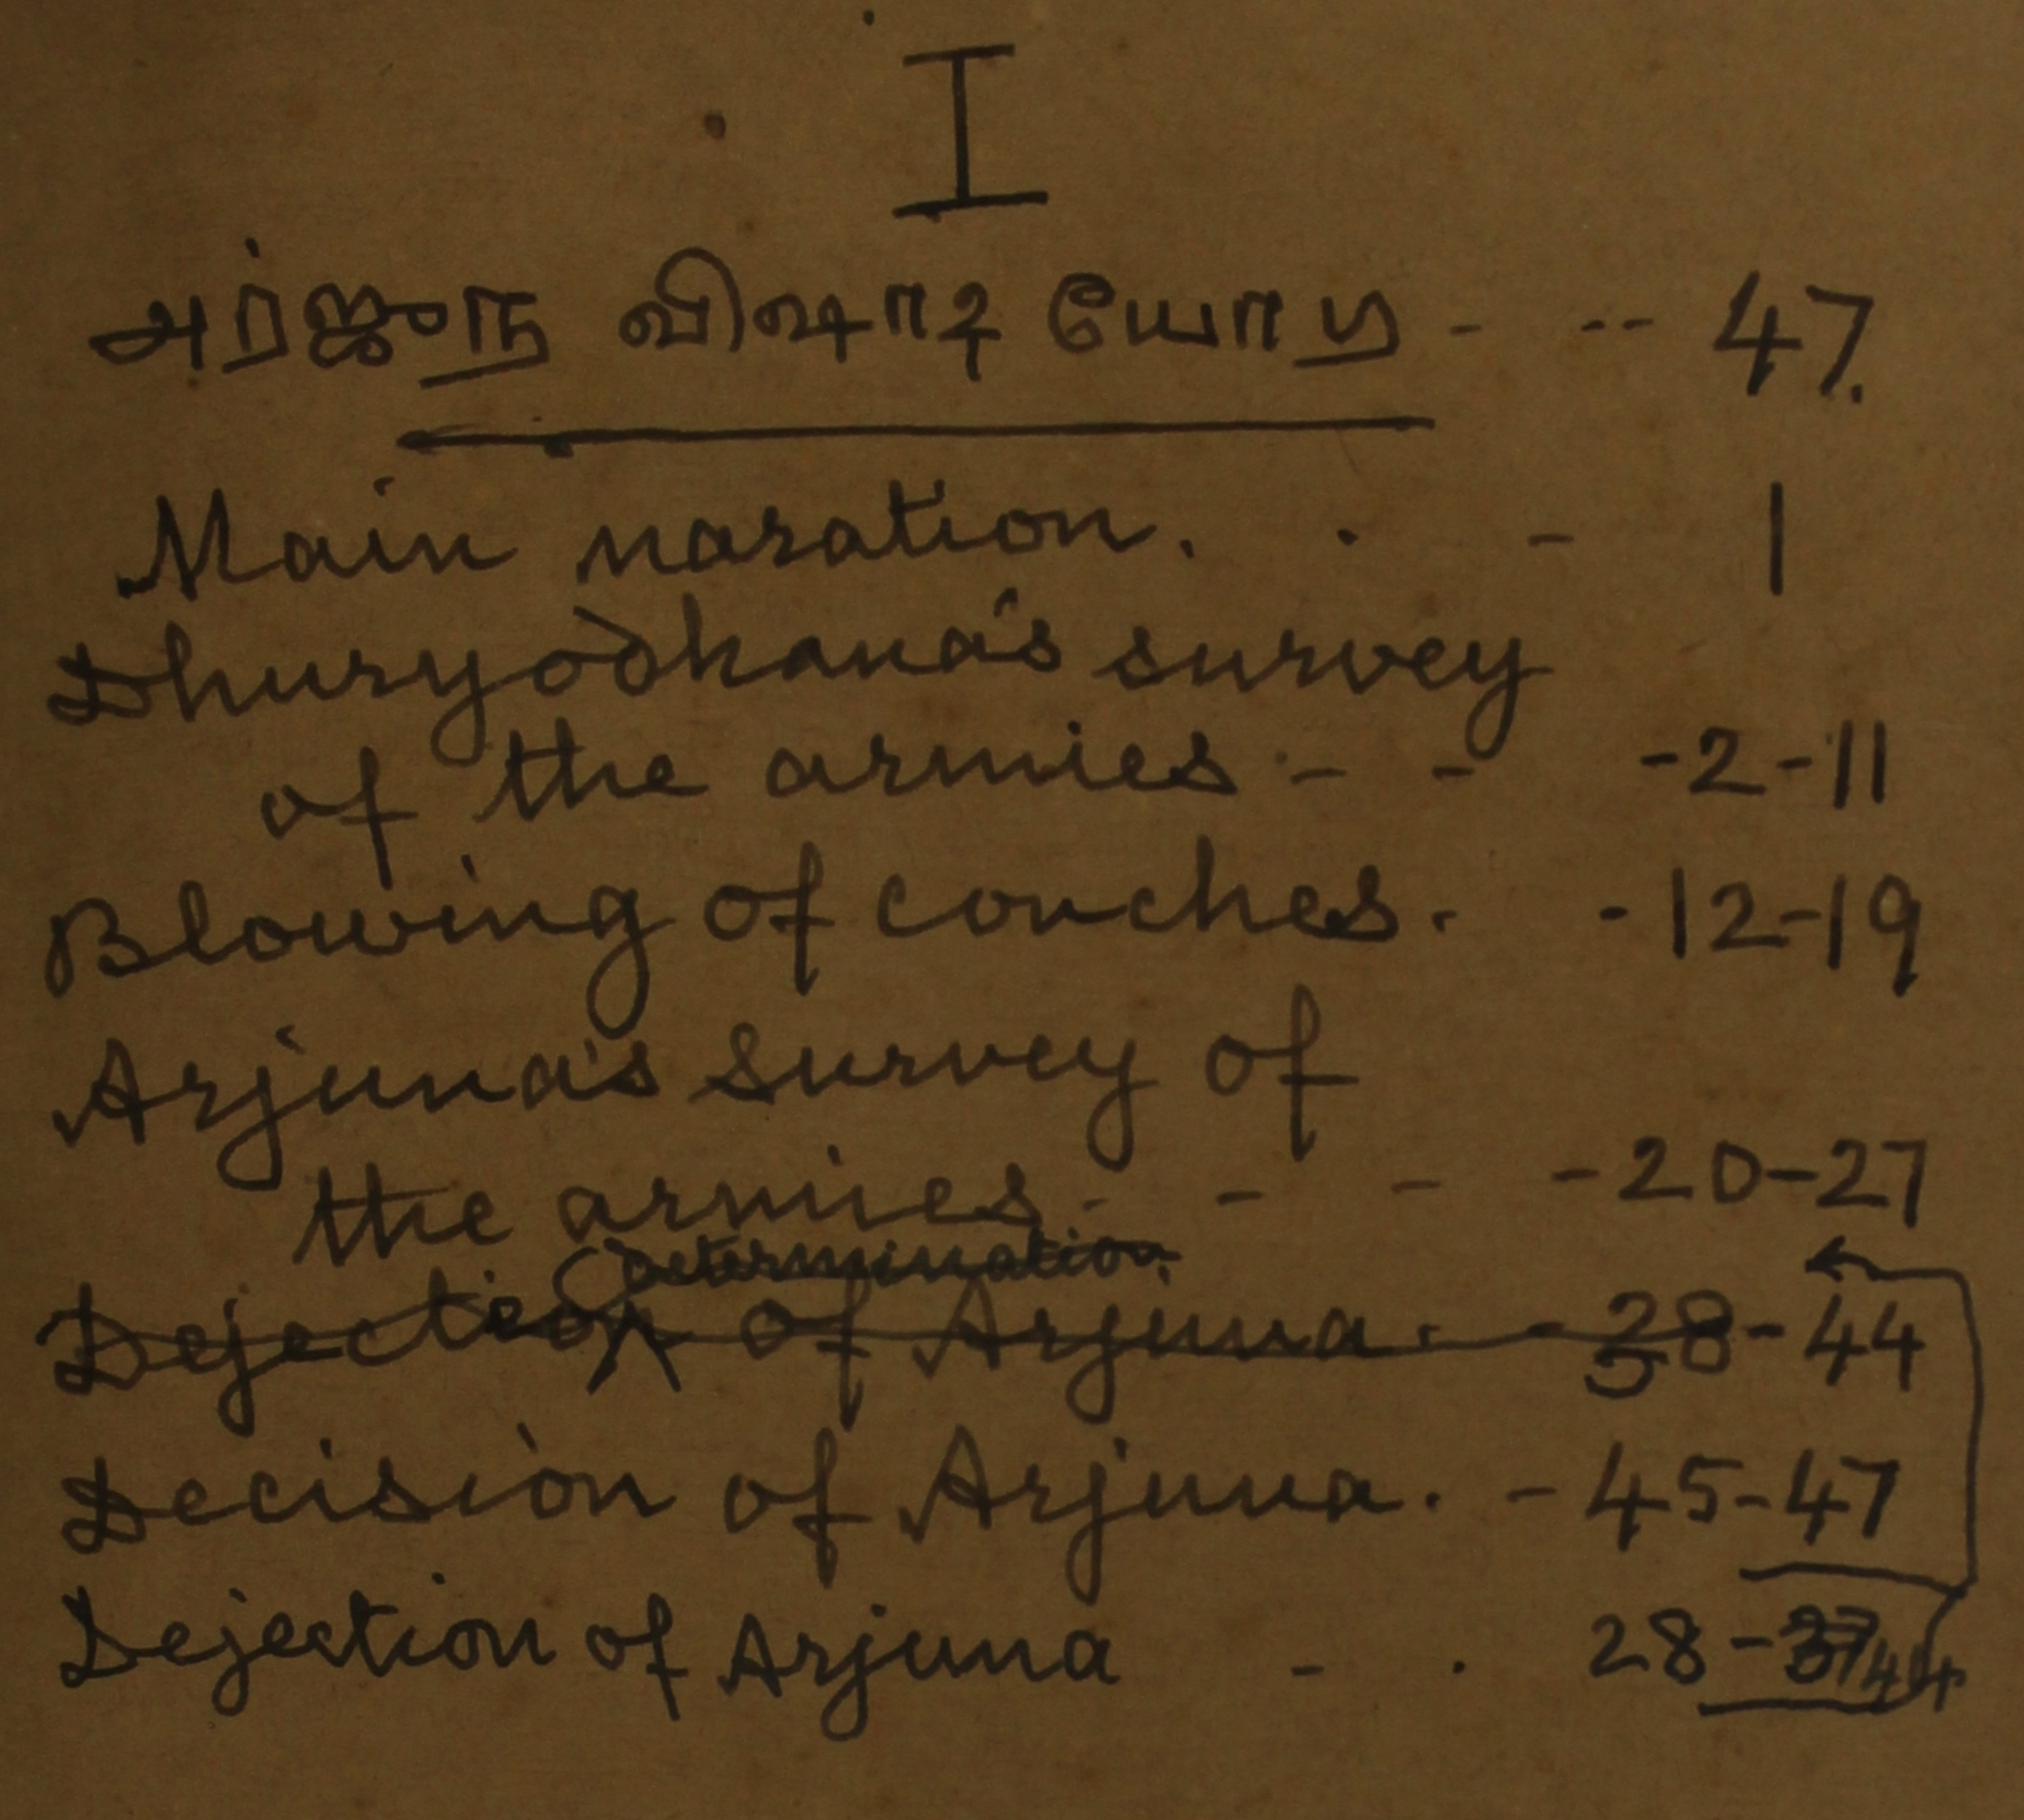 I
அர்ஜுந விஷாத யோக - -- 47.
Main naration. . - 1
Dhuryodhana's survey
of the armies - - -2-11
Blowing of conches. -12-19
Arjuna's survey of
the armies - - - -20-27
Determination
Dejection of Arjuna. - 38-44
Decision of Arjuna. - 45-47
Dejection of Arjuna - . 28-37 44